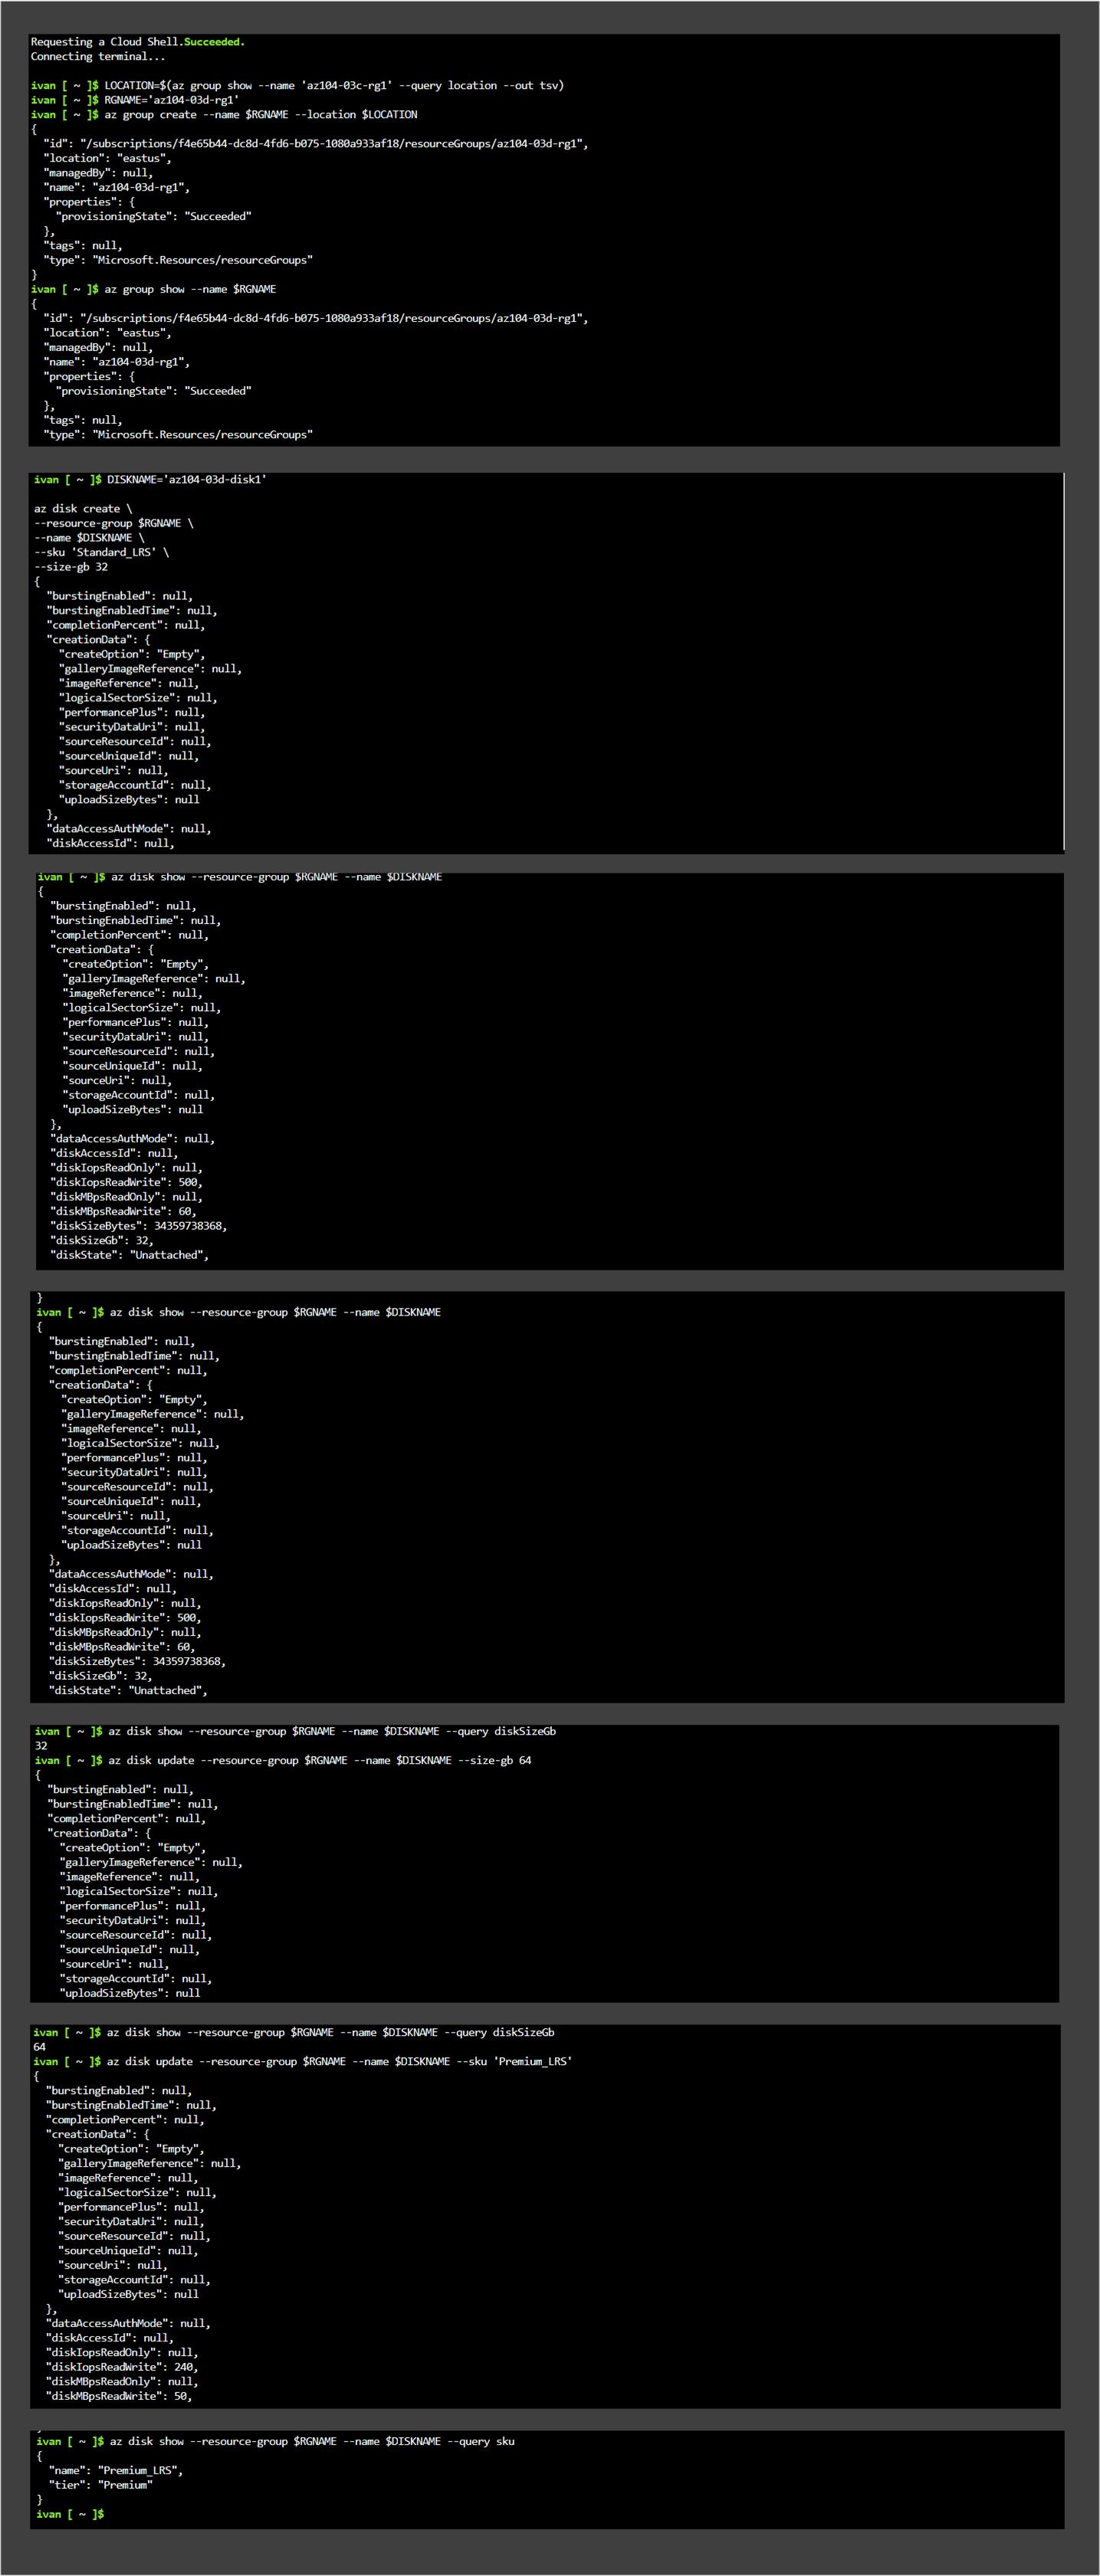 Requesting a Cloud Shell.Succeeded.
Connecting terminal...
ivan [ ~ ]$ LOCATION=$(az group show --name 'az104-03c-rg1' --query location --out tsv)
ivan [ ~ ]$ RGNAME='az104-03d-rg1'
ivan [ ~ ]$ az group create --name $RGNAME --location $LOCATION
{
  "id": "/subscriptions/f4e65b44-dc8d-4fd6-b075-1080a933af18/resourceGroups/az104-03d-rg1",
  "location": "eastus",
  "managedBy": null,
  "name": "az104-03d-rg1",
  "properties": {
    "provisioningState": "Succeeded"
  },
  "tags": null,
  "type": "Microsoft.Resources/resourceGroups"
}
ivan [ ~ ]$ az group show --name $RGNAME
{
  "id": "/subscriptions/f4e65b44-dc8d-4fd6-b075-1080a933af18/resourceGroups/az104-03d-rg1",
  "location": "eastus",
  "managedBy": null,
  "name": "az104-03d-rg1",
  "properties": {
    "provisioningState": "Succeeded"
  },
  "tags": null,
  "type": "Microsoft.Resources/resourceGroups"
ivan [ ~ ]$ DISKNAME='az104-03d-disk1'
az disk create \
--resource-group $RGNAME \
--name $DISKNAME \
--sku 'Standard_LRS' \
--size-gb 32
{
  "burstingEnabled": null,
  "burstingEnabledTime": null,
  "completionPercent": null,
  "creationData": {
    "createOption": "Empty",
    "galleryImageReference": null,
    "imageReference": null,
    "logicalSectorSize": null,
    "performancePlus": null,
    "securityDataUri": null,
    "sourceResourceId": null,
    "sourceUniqueId": null,
    "sourceUri": null,
    "storageAccountId": null,
    "uploadSizeBytes": null
  },
  "dataAccessAuthMode": null,
  "diskAccessId": null,
ivan [ ~ ]$ az disk show --resource-group $RGNAME --name $DISKNAME
{
  "burstingEnabled": null,
  "burstingEnabledTime": null,
  "completionPercent": null,
  "creationData": {
    "createOption": "Empty",
    "galleryImageReference": null,
    "imageReference": null,
    "logicalSectorSize": null,
    "performancePlus": null,
    "securityDataUri": null,
    "sourceResourceId": null,
    "sourceUniqueId": null,
    "sourceUri": null,
    "storageAccountId": null,
    "uploadSizeBytes": null
  },
  "dataAccessAuthMode": null,
  "diskAccessId": null,
  "diskIopsReadOnly": null,
  "diskIopsReadWrite": 500,
  "diskMBpsReadOnly": null,
  "diskMBpsReadWrite": 60,
  "diskSizeBytes": 34359738368,
  "diskSizeGb": 32,
  "diskState": "Unattached",
}
ivan [ ~ ]$ az disk show --resource-group $RGNAME --name $DISKNAME
{
  "burstingEnabled": null,
  "burstingEnabledTime": null,
  "completionPercent": null,
  "creationData": {
    "createOption": "Empty",
    "galleryImageReference": null,
    "imageReference": null,
    "logicalSectorSize": null,
    "performancePlus": null,
    "securityDataUri": null,
    "sourceResourceId": null,
    "sourceUniqueId": null,
    "sourceUri": null,
    "storageAccountId": null,
    "uploadSizeBytes": null
  },
  "dataAccessAuthMode": null,
  "diskAccessId": null,
  "diskIopsReadOnly": null,
  "diskIopsReadWrite": 500,
  "diskMBpsReadOnly": null,
  "diskMBpsReadWrite": 60,
  "diskSizeBytes": 34359738368,
  "diskSizeGb": 32,
  "diskState": "Unattached",
ivan [ ~ ]$ az disk show --resource-group $RGNAME --name $DISKNAME --query diskSizeGb
32
ivan [ ~ ]$ az disk update --resource-group $RGNAME --name $DISKNAME --size-gb 64
{
  "burstingEnabled": null,
  "burstingEnabledTime": null,
  "completionPercent": null,
  "creationData": {
    "createOption": "Empty",
    "galleryImageReference": null,
    "imageReference": null,
    "logicalSectorSize": null,
    "performancePlus": null,
    "securityDataUri": null,
    "sourceResourceId": null,
    "sourceUniqueId": null,
    "sourceUri": null,
    "storageAccountId": null,
    "uploadSizeBytes": null
ivan [ ~ ]$ az disk show --resource-group $RGNAME --name $DISKNAME --query diskSizeGb
64
ivan [ ~ ]$ az disk update --resource-group $RGNAME --name $DISKNAME --sku 'Premium_LRS'
{
  "burstingEnabled": null,
  "burstingEnabledTime": null,
  "completionPercent": null,
  "creationData": {
    "createOption": "Empty",
    "galleryImageReference": null,
    "imageReference": null,
    "logicalSectorSize": null,
    "performancePlus": null,
    "securityDataUri": null,
    "sourceResourceId": null,
    "sourceUniqueId": null,
    "sourceUri": null,
    "storageAccountId": null,
    "uploadSizeBytes": null
  },
  "dataAccessAuthMode": null,
  "diskAccessId": null,
  "diskIopsReadOnly": null,
  "diskIopsReadWrite": 240,
  "diskMBpsReadOnly": null,
  "diskMBpsReadWrite": 50,
ivan [ ~ ]$ az disk show --resource-group $RGNAME --name $DISKNAME --query sku
{
  "name": "Premium_LRS",
  "tier": "Premium"
}
ivan [ ~ ]$